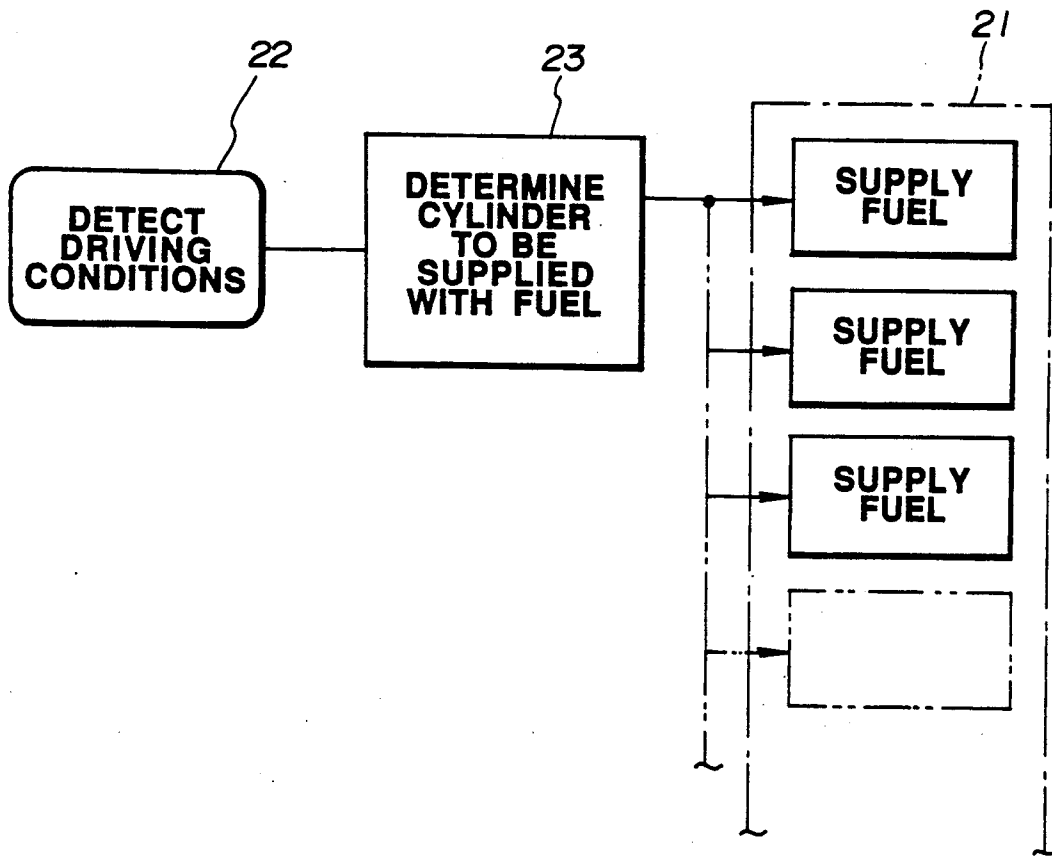 21
22
23
DETECT
DRIVING
CONDITIONS
DETERMINE
CYLINDER
TO BE
SUPPLIED
WITH FUEL
SUPPLY
FUEL
SUPPLY
FUEL
SUPPLY
FUEL